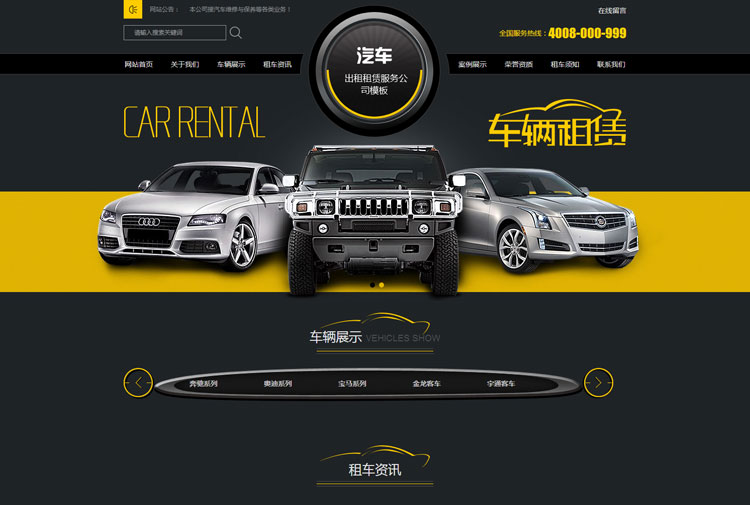 网站公告： 本公司接汽车维修与保养等各类业务！
在线留言
请输入搜索关键词
全国服务热线：4008-000-999
网站首页 关于我们 车辆展示 租车资讯
汽车
出租租赁服务公
司模板
案例展示 荣誉资质 租车须知 联系我们
CAR RENTAL
车辆租赁
车辆展示 VEHICLES SHOW
奔驰系列 奥迪系列 宝马系列 金龙客车 宇通客车
租车资讯